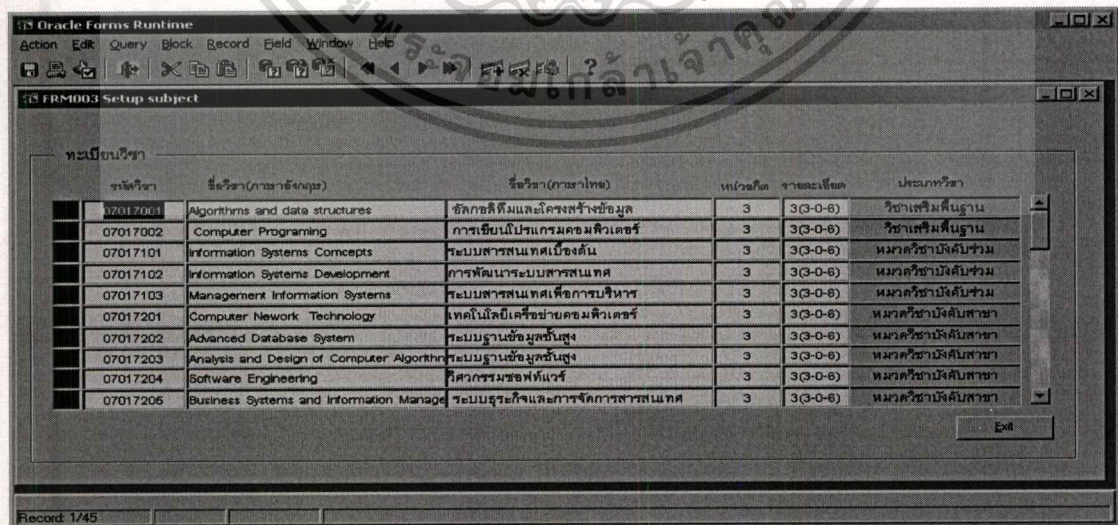 พระจอมเกล้าเจ้าคุณ
Oracle Forms Runtime
Action Edit Query Block Record Field Window Help
FRM003 Setup subject
ทะเบียนวิชา
รหัสวิชา ชื่อวิชา(ภาษาอังกฤษ) ชื่อวิชา(ภาษาไทย) หน่วยกิต รายละเอียด ประเภทวิชา
07017001 Algorithms and data structures อัลกอลิทึมและโครงสร้างข้อมูล 3 3(3-0-6) วิชาเสริมพื้นฐาน
07017002 Computer Programing การเขียนโปรแกรมคอมพิวเตอร์ 3 3(3-0-6) วิชาเสริมพื้นฐาน
07017101 Information Systems Comcepts ระบบสารสนเทศเบื้องต้น 3 3(3-0-6) หมวดวิชาบังคับร่วม
07017102 Information Systems Development การพัฒนาระบบสารสนเทศ 3 3(3-0-6) หมวดวิชาบังคับร่วม
07017103 Management Information Systems ระบบสารสนเทศเพื่อการบริหาร 3 3(3-0-6) หมวดวิชาบังคับร่วม
07017201 Computer Nework Technology เทคโนโลยีเครือข่ายคอมพิวเตอร์ 3 3(3-0-6) หมวดวิชาบังคับสาขา
07017202 Advanced Database System ระบบฐานข้อมูลชั้นสูง 3 3(3-0-6) หมวดวิชาบังคับสาขา
07017203 Analysis and Design of Computer Algorithn ระบบฐานข้อมูลชั้นสูง 3 3(3-0-6) หมวดวิชาบังคับสาขา
07017204 Software Engineering วิศวกรรมซอฟท์แวร์ 3 3(3-0-6) หมวดวิชาบังคับสาขา
07017205 Business Systems and Information Manage ระบบธุระกิจและการจัดการสารสนเทศ 3 3(3-0-6) หมวดวิชาบังคับสาขา
Exit
Record: 1/45